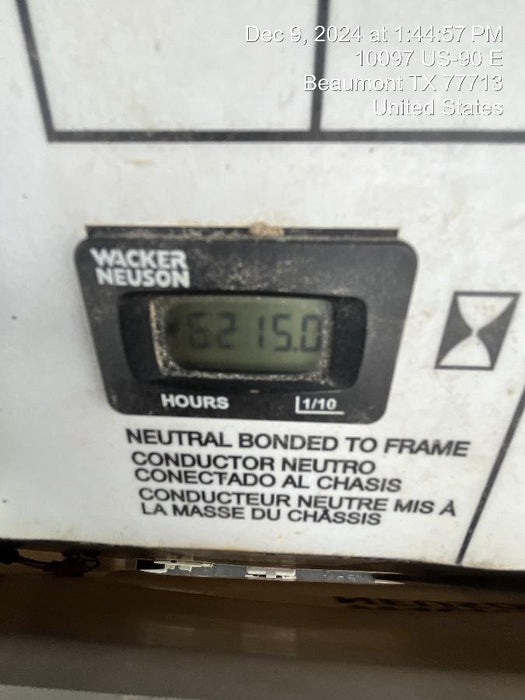 Dec 9, 2024 at 1:44:57 PM
10097 US-90 E
Beaumont TX 77713
United States
WACKER
NEUSON
6215.0
HOURS 1/10
NEUTRAL BONDED TO FRAME
CONDUCTOR NEUTRO
CONECTADO AL CHASIS
CONDUCTEUR NEUTRE MIS À
LA MASSE DU CHÂSSIS